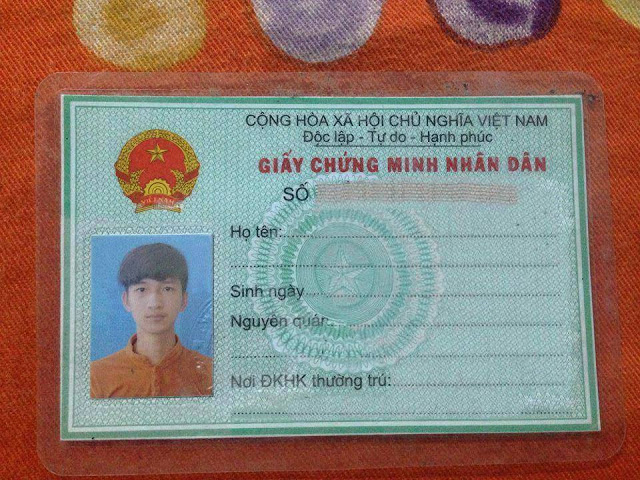 CỘNG HÒA XÃ HỘI CHỦ NGHĨA VIỆT NAM
Độc lập - Tự do - Hạnh phúc
GIẤY CHỨNG MINH NHÂN DÂN
SỐ
Họ tên:
Sinh ngày
Nguyên quán
Nơi ĐKHK thường trú: